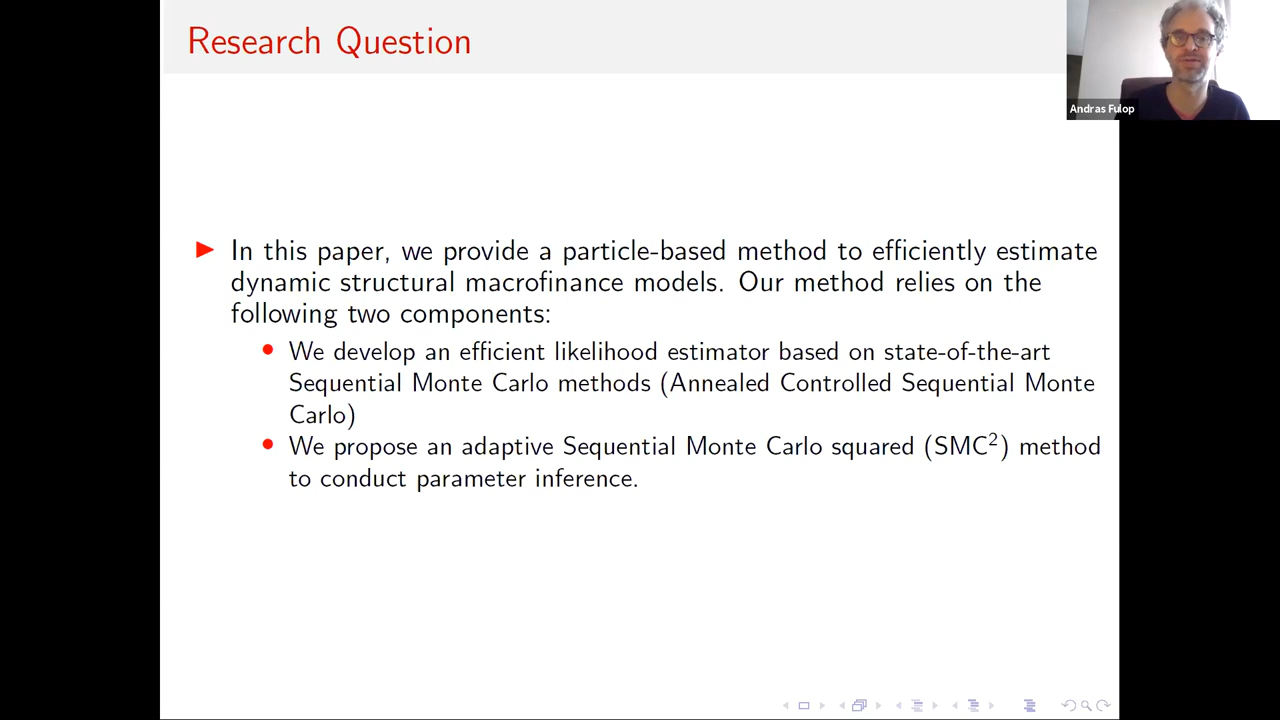 Research Question
Andras Fulop
In this paper, we provide a particle-based method to efficiently estimate
dynamic structural macrofinance models. Our method relies on the
following two components:
We develop an efficient likelihood estimator based on state-of-the-art
Sequential Monte Carlo methods (Annealed Controlled Sequential Monte
Carlo)
We propose an adaptive Sequential Monte Carlo squared (SMC²) method
to conduct parameter inference.